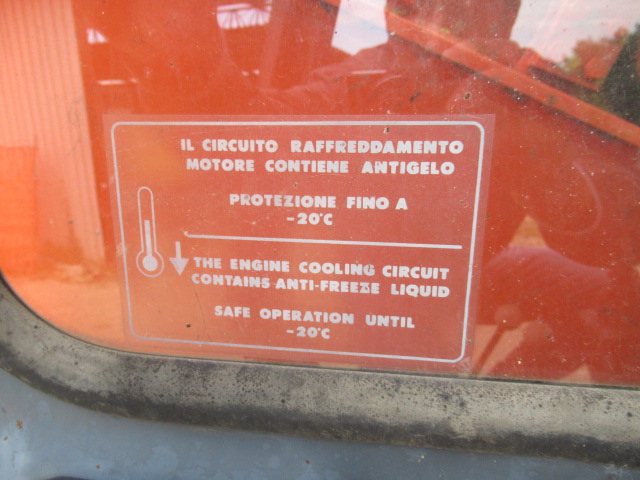 IL CIRCUITO RAFFREDDAMENTO
MOTORE CONTIENE ANTIGELO
PROTEZIONE FINO A
-20°C
THE ENGINE COOLING CIRCUIT
CONTAINS ANTI-FREEZE LIQUID
SAFE OPERATION UNTIL
-20°C